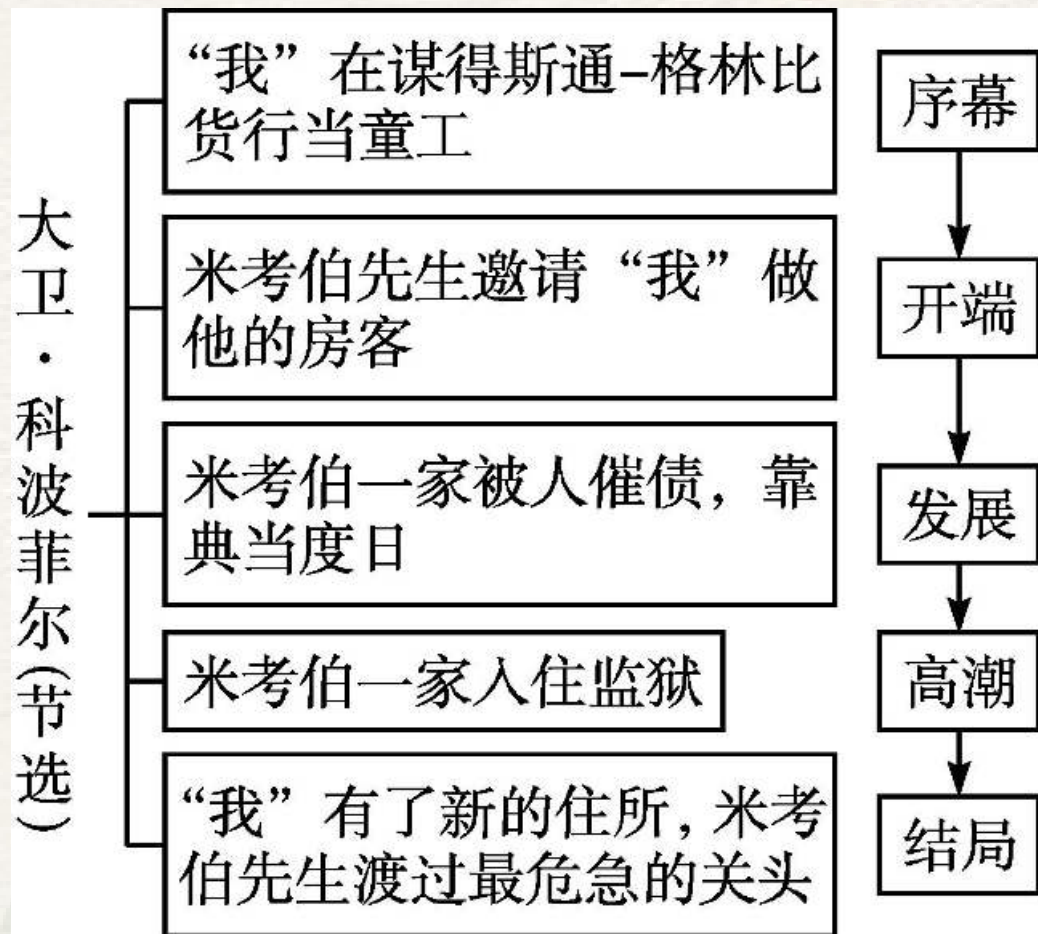 大卫·科波菲尔(节选)
“我”在谋得斯通-格林比
货行当童工
序幕
米考伯先生邀请“我”做
他的房客
开端
米考伯一家被人催债，靠
典当度日
发展
米考伯一家入住监狱
高潮
“我”有了新的住所，米考
伯先生渡过最危急的关头
结局